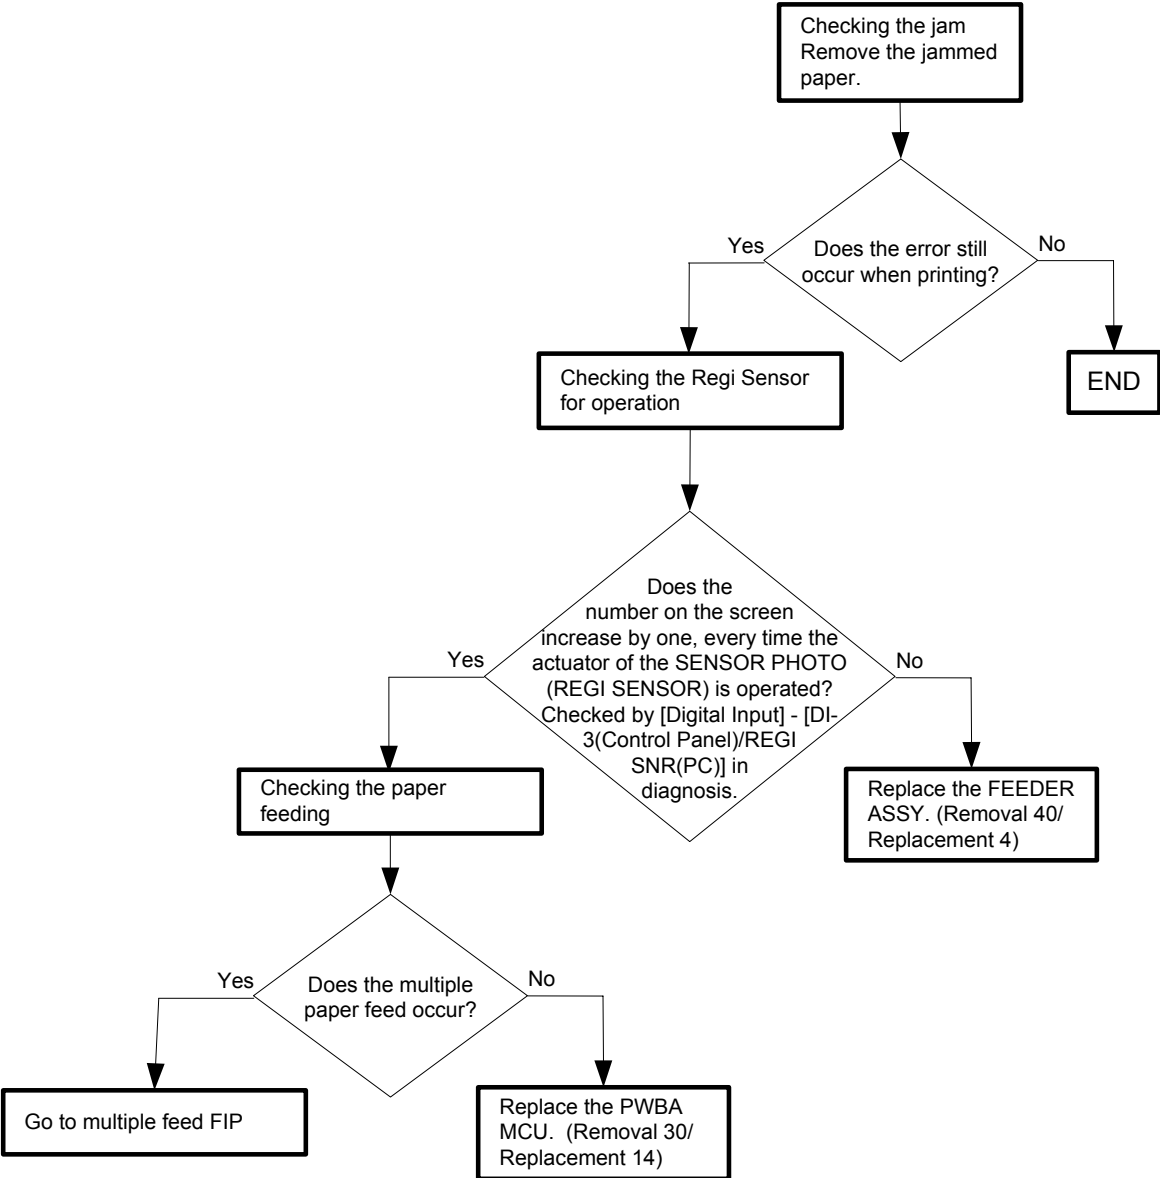 Checking the jam
Remove the jammed
paper.
Does the error still
occur when printing?
Yes
No
Checking the Regi Sensor
for operation
END
Does the
number on the screen
increase by one, every time the
actuator of the SENSOR PHOTO
(REGI SENSOR) is operated?
Checked by [Digital Input] - [DI-
3(Control Panel)/REGI
SNR(PC)] in
diagnosis.
Yes
No
Checking the paper
feeding
Replace the FEEDER
ASSY. (Removal 40/
Replacement 4)
Does the multiple
paper feed occur?
Yes
No
Go to multiple feed FIP
Replace the PWBA
MCU.  (Removal 30/
Replacement 14)